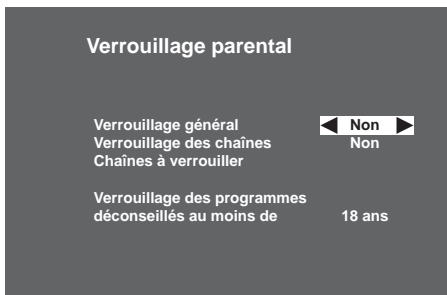 Verrouillage parental
Verrouillage général Non
Verrouillage des chaînes Non
Chaînes à verrouiller
Verrouillage des programmes
déconseillés au moins de 18 ans